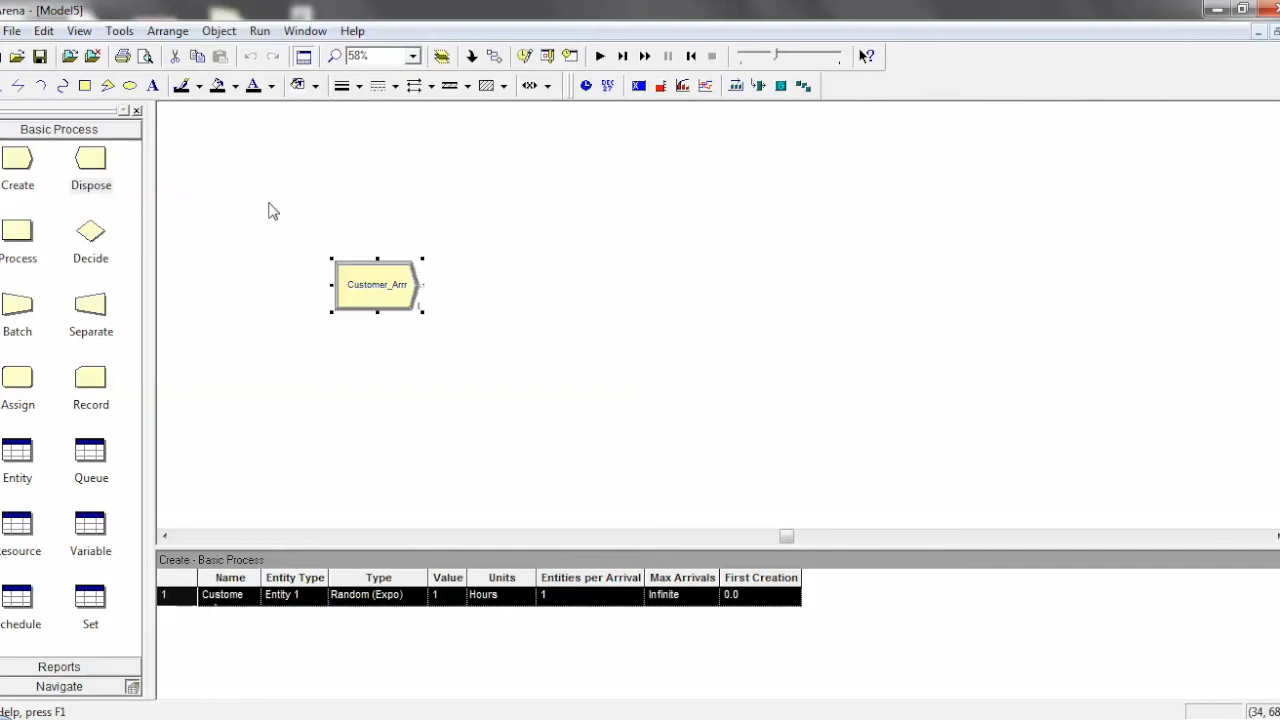 Arena - [Model5]
File Edit View Tools Arrange Object Run Window Help
58%
Basic Process
Create Dispose
Process Decide
Batch Separate
Assign Record
Entity Queue
esource Variable
chedule Set
Reports
Navigate
Customer_Arrr
Create - Basic Process
Name Entity Type Type Value Units Entities per Arrival Max Arrivals First Creation
1 Custome Entity 1 Random (Expo) 1 Hours 1 Infinite 0.0
Help, press F1
(34, 68